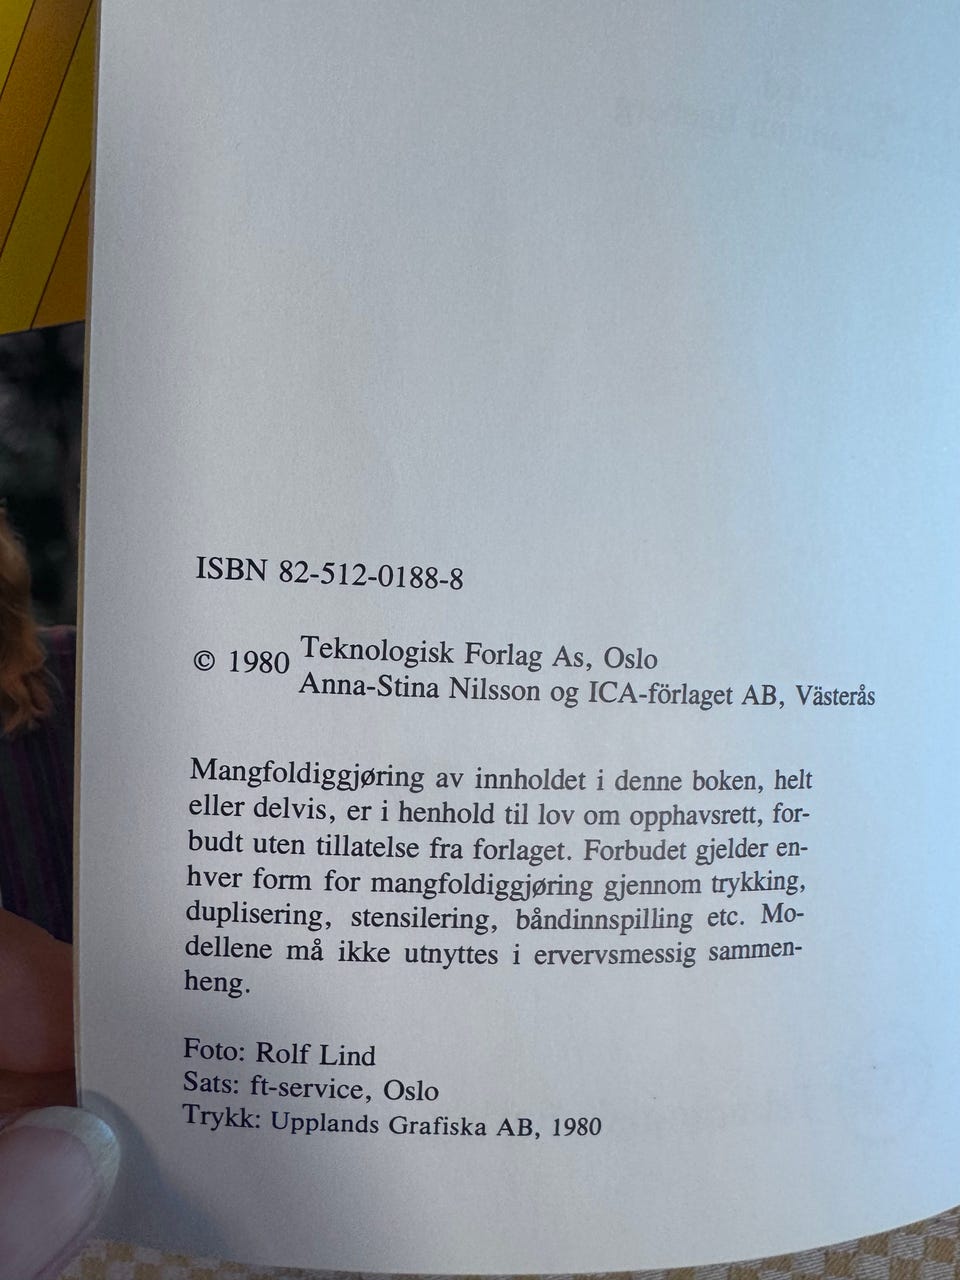 ISBN 82-512-0188-8
© 1980 Teknologisk Forlag As, Oslo
Anna-Stina Nilsson og ICA-förlaget AB, Västerås
Mangfoldiggjøring av innholdet i denne boken, helt
eller delvis, er i henhold til lov om opphavsrett, for-
budt uten tillatelse fra forlaget. Forbudet gjelder en-
hver form for mangfoldiggjøring gjennom trykking,
duplisering, stensilering, båndinnspilling etc. Mo-
dellene må ikke utnyttes i ervervsmessig sammen-
heng.
Foto: Rolf Lind
Sats: ft-service, Oslo
Trykk: Upplands Grafiska AB, 1980